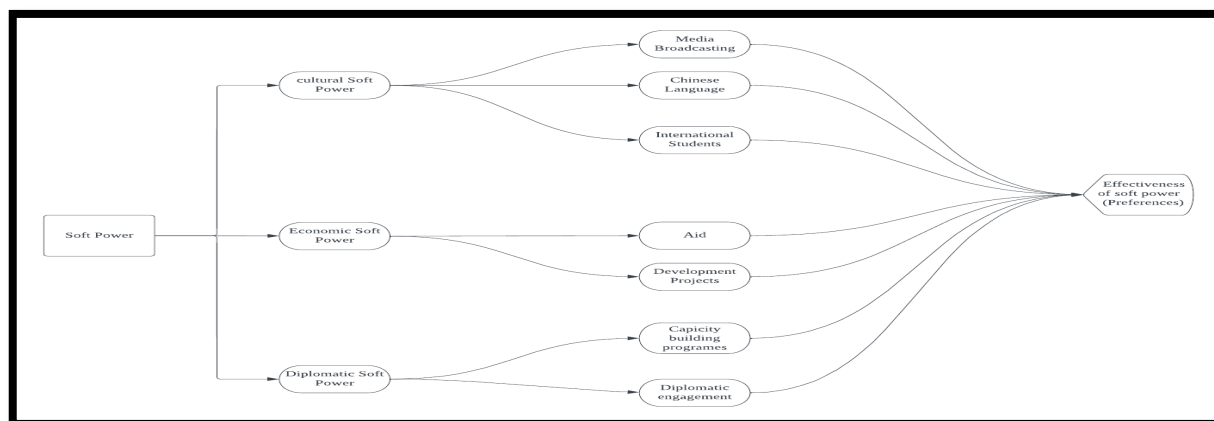 Media
Broadcasting
cultural Soft
Power
Chinese
Language
International
Students
Effectiveness
of soft power
(Preferences)
Soft Power
Economic Soft
Power
Aid
Development
Projects
Capicity
building
programes
Diplomatic Soft
Power
Diplomatic
engagement